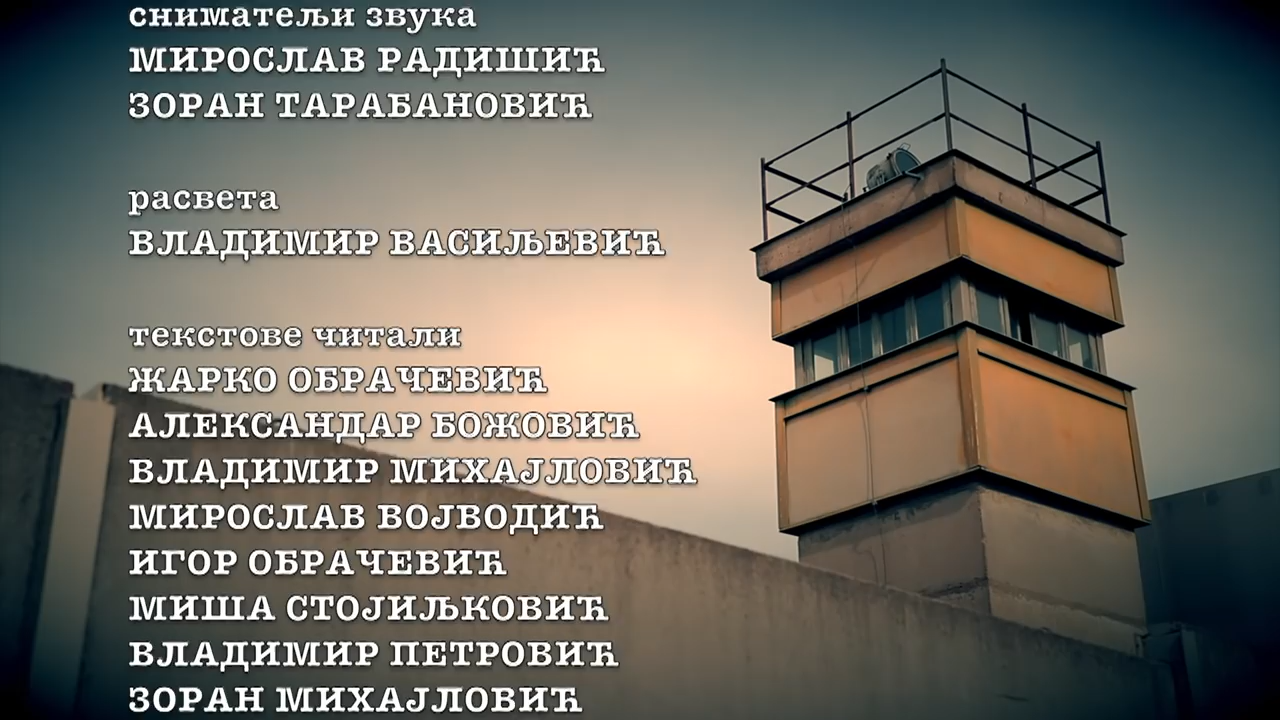 сниматељи звука
МИРОСЛАВ РАДИШИЋ
ЗОРАН ТАРАБАНОВИЋ
расвета
ВЛАДИМИР ВАСИЉЕВИЋ
текстове читали
ЖАРКО ОБРАЧЕВИЋ
АЛЕКСАНДАР БОЖОВИЋ
ВЛАДИМИР МИХАЈЛОВИЋ
МИРОСЛАВ ВОЈВОДИЋ
ИГОР ОБРАЧЕВИЋ
МИША СТОЈИЉКОВИЋ
ВЛАДИМИР ПЕТРОВИЋ
ЗОРАН МИХАЈЛОВИЋ